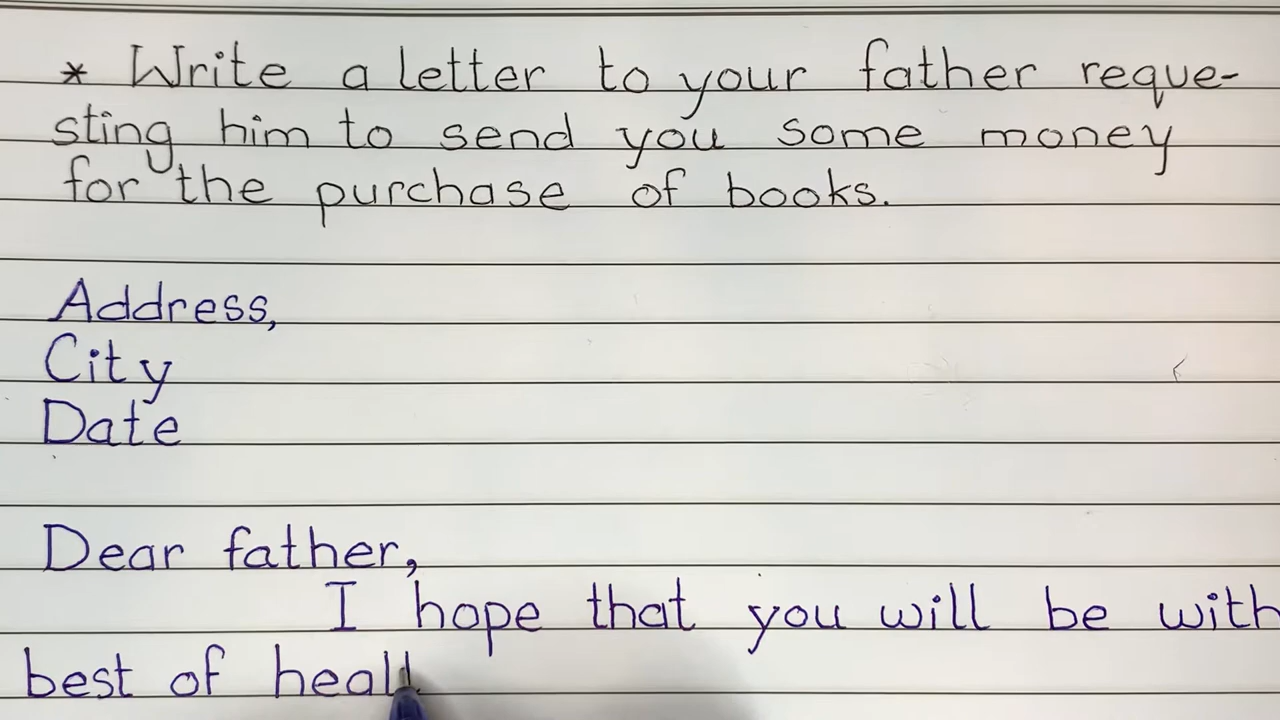 * Write a letter to your father reque-
sting him to send you some money
for the purchase of books.
Address,
City
Date
Dear father,
I hope that you will be with
best of